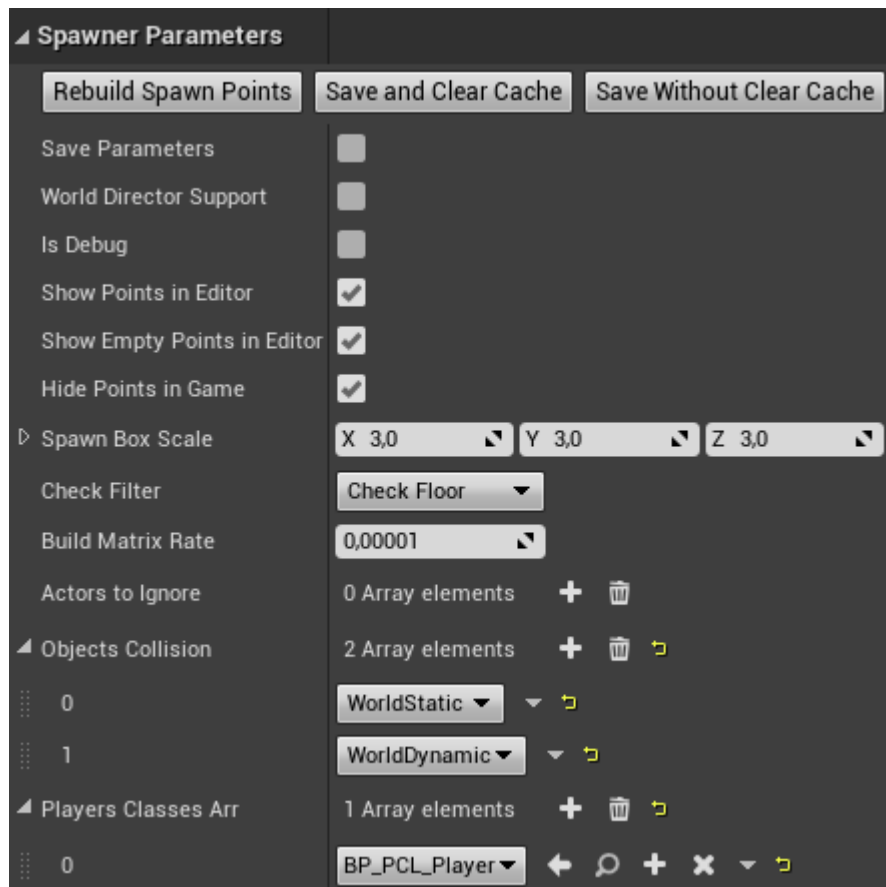 Spawner Parameters
Rebuild Spawn Points Save and Clear Cache Save Without Clear Cache
Save Parameters
World Director Support
Is Debug
Show Points in Editor
Show Empty Points in Editor
Hide Points in Game
Spawn Box Scale X 3,0 Y 3,0 Z 3,0
Check Filter Check Floor
Build Matrix Rate 0,00001
Actors to Ignore 0 Array elements
Objects Collision 2 Array elements
0 WorldStatic
1 WorldDynamic
Players Classes Arr 1 Array elements
0 BP_PCL_Player